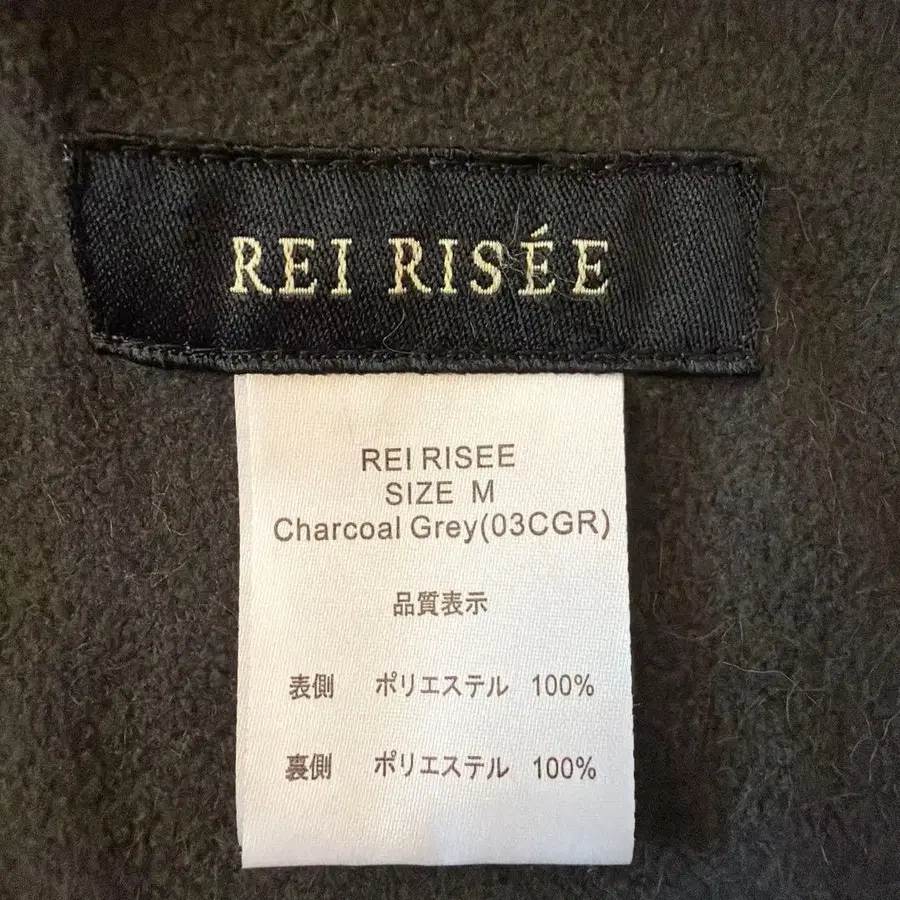 REI RISÉE
REI RISEE
SIZE M
Charcoal Grey(03CGR)
品質表示
表側 ポリエステル 100%
裏側 ポリエステル 100%